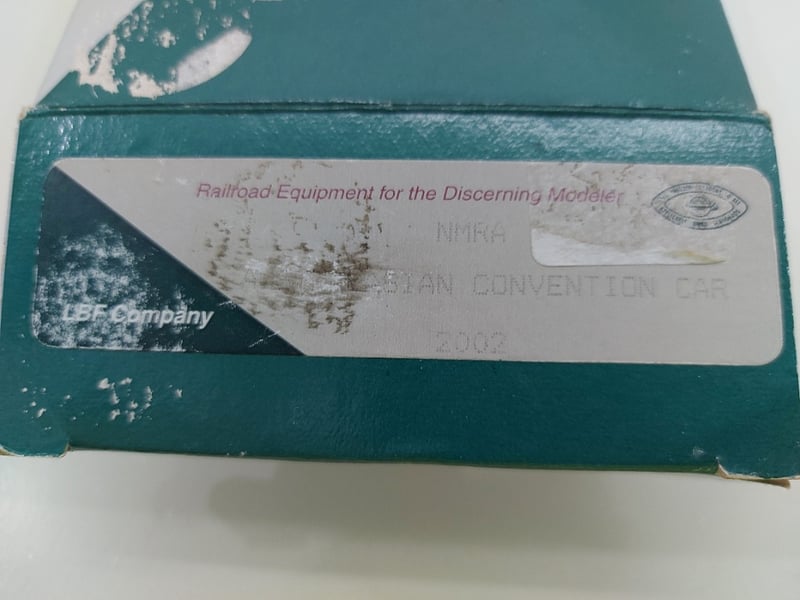 Railroad Equipment for the Discerning Modeler
NMRA
CONVENTION CAR
2002
LBF Company